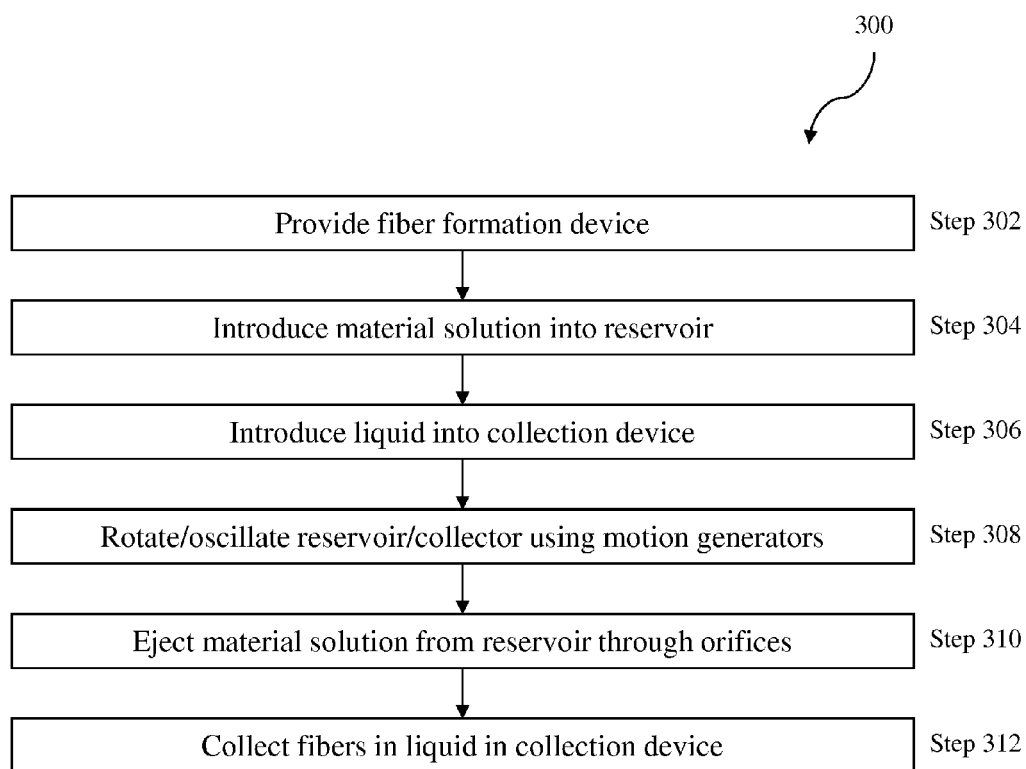 300
Provide fiber formation device Step 302
Introduce material solution into reservoir Step 304
Introduce liquid into collection device Step 306
Rotate/oscillate reservoir/collector using motion generators Step 308
Eject material solution from reservoir through orifices Step 310
Collect fibers in liquid in collection device Step 312